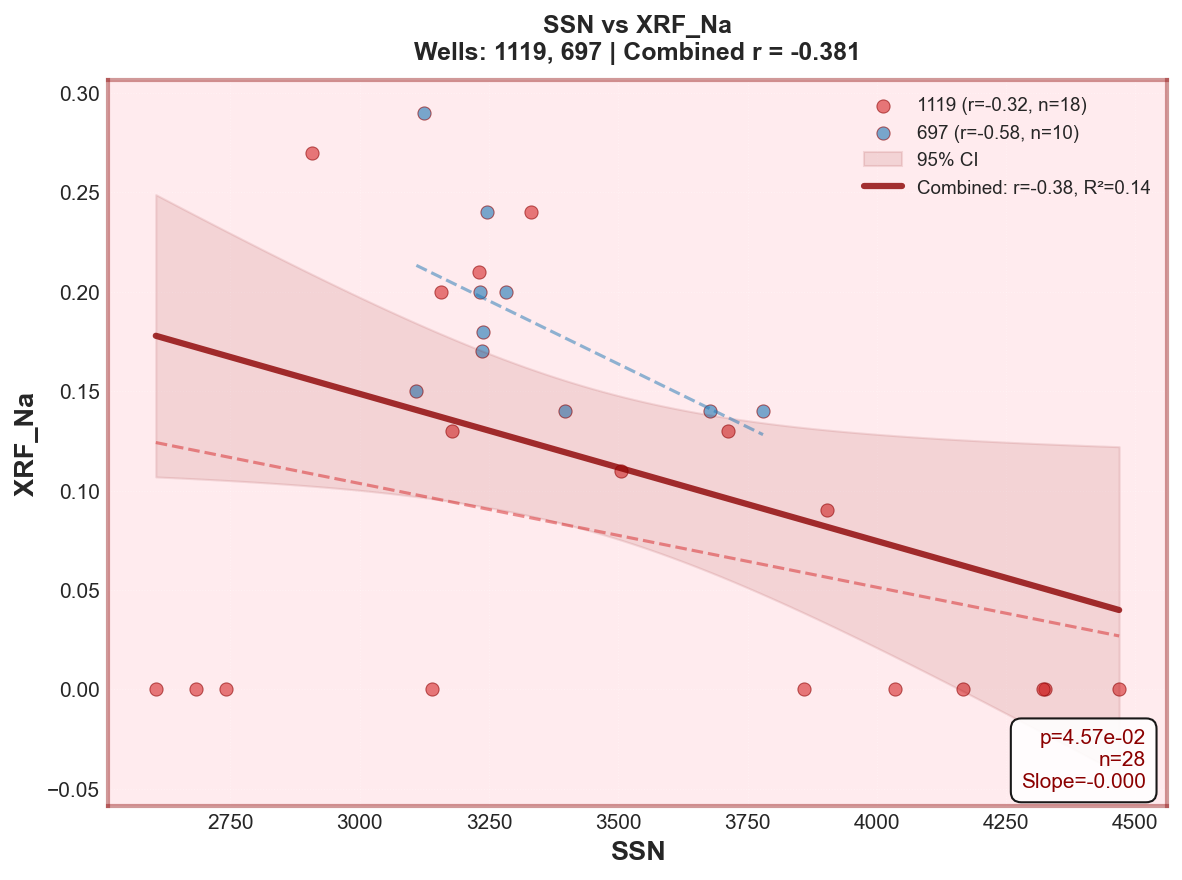 SSN vs XRF_Na
Wells: 1119, 697 | Combined r = -0.381
1119 (r=-0.32, n=18)
697 (r=-0.58, n=10)
95% CI
Combined: r=-0.38, R²=0.14
XRF_Na
0.30
0.25
0.20
0.15
0.10
0.05
0.00
−0.05
p=4.57e-02
n=28
Slope=-0.000
2750 3000 3250 3500 3750 4000 4250 4500
SSN